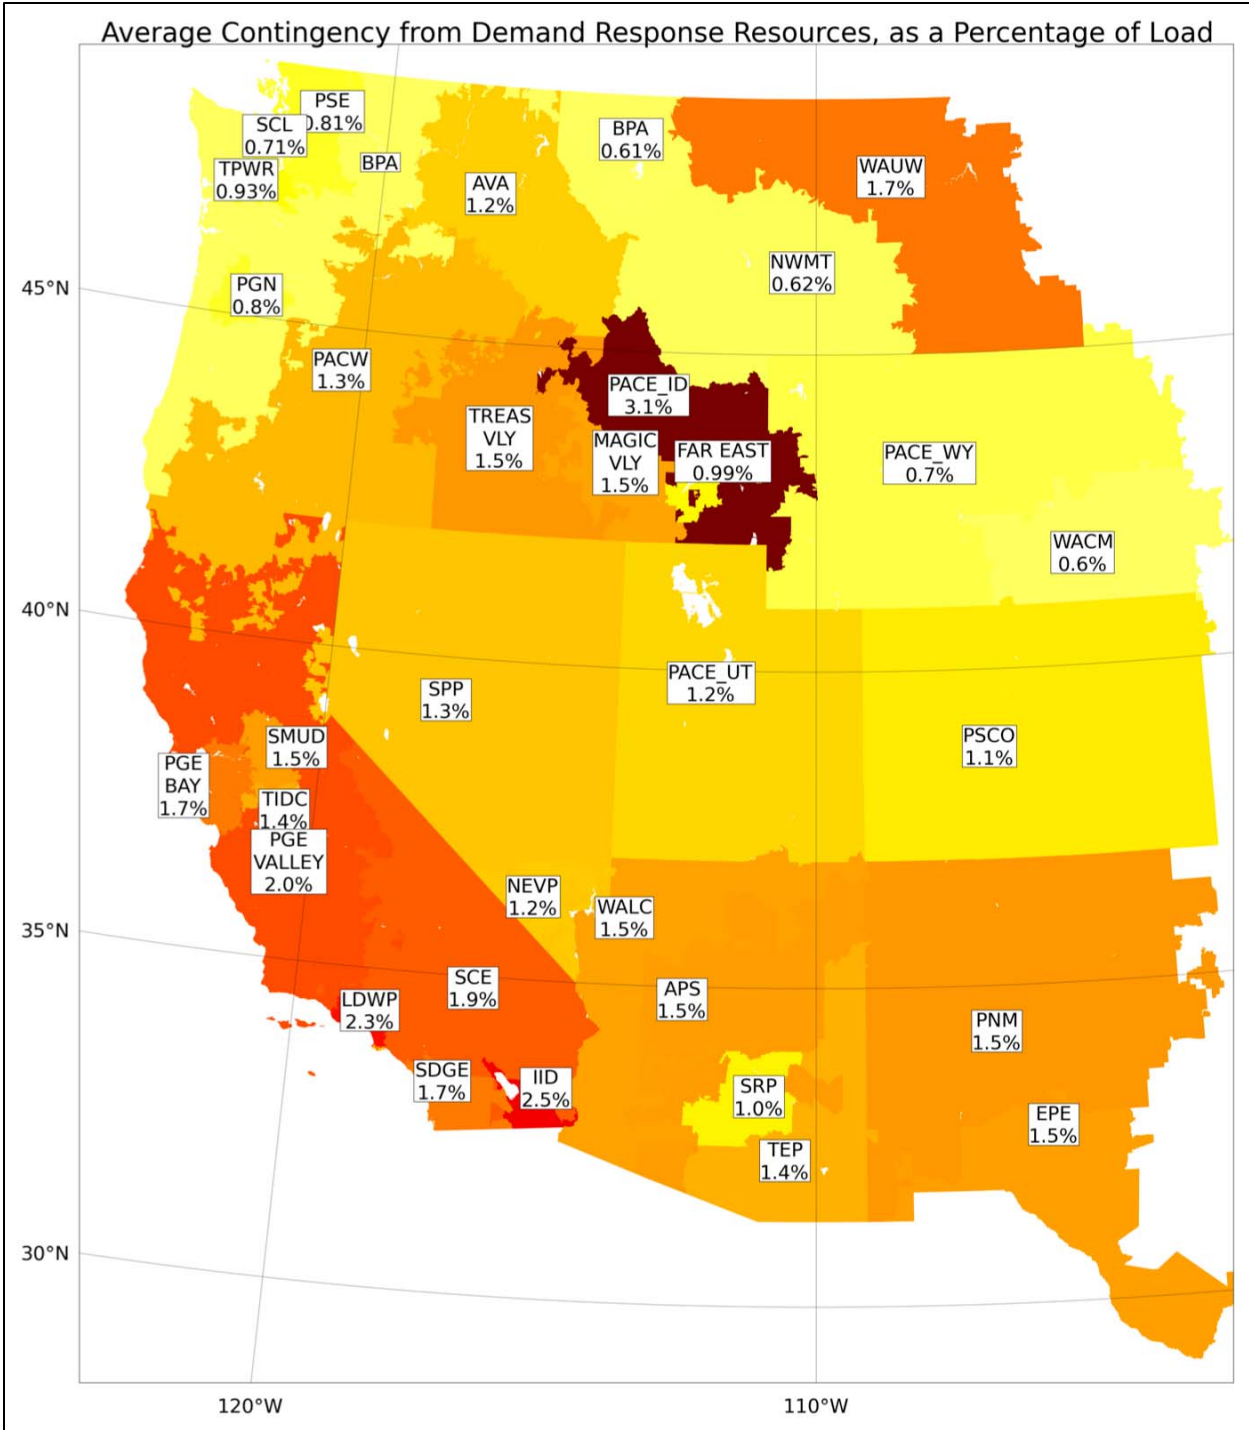 Average Contingency from Demand Response Resources, as a Percentage of Load
PSE
0.81%
SCL
0.71%
TPWR
0.93%
BPA
AVA
1.2%
BPA
0.61%
WAUW
1.7%
NWMT
0.62%
PGN
0.8%
45°N
PACW
1.3%
TREAS
VLY
1.5%
PACE_ID
3.1%
MAGIC
VLY
1.5%
FAR EAST
0.99%
PACE_WY
0.7%
WACM
0.6%
40°N
SPP
1.3%
PACE_UT
1.2%
PSCO
1.1%
SMUD
1.5%
PGE
BAY
1.7%
TIDC
1.4%
PGE
VALLEY
2.0%
NEVP
1.2%
WALC
1.5%
35°N
SCE
1.9%
LDWP
2.3%
APS
1.5%
PNM
1.5%
SDGE
1.7%
IID
2.5%
SRP
1.0%
EPE
1.5%
TEP
1.4%
30°N
120°W
110°W